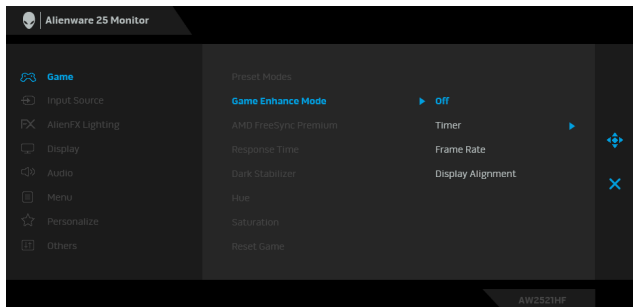 Alienware 25 Monitor
Game
Input Source
AlienFX Lighting
Display
Audio
Menu
Personalize
Others
Preset Modes
Game Enhance Mode
AMD FreeSync Premium
Response Time
Dark Stabilizer
Hue
Saturation
Reset Game
Off
Timer
Frame Rate
Display Alignment
AW2521HF